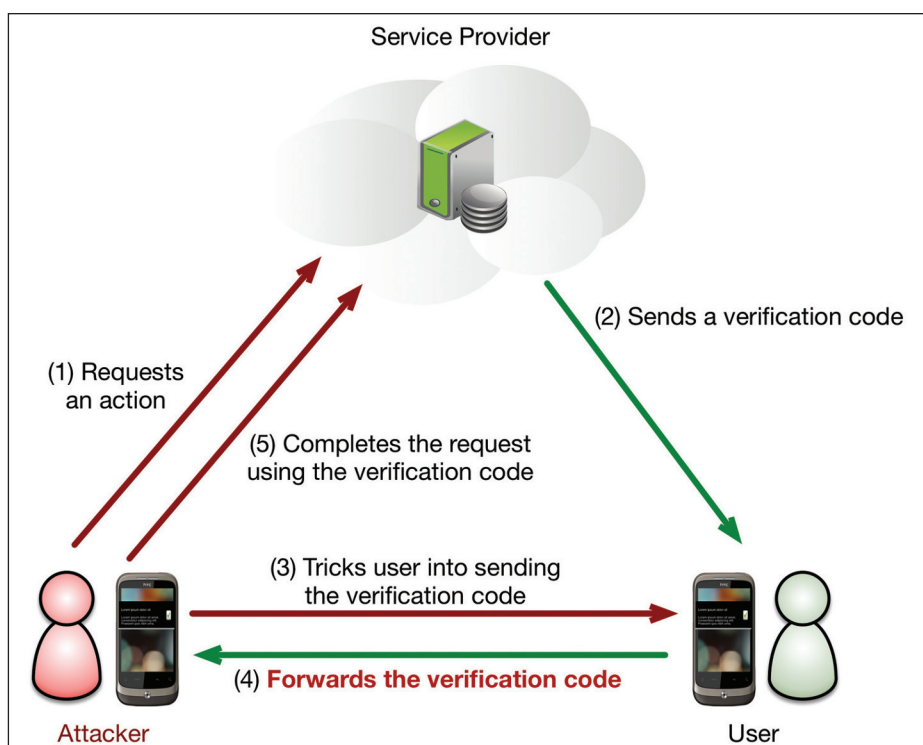 Service Provider
(2) Sends a verification code
(1) Requests
an action
(5) Completes the request
using the verification code
(3) Tricks user into sending
the verification code
(4) Forwards the verification code
Attacker
User